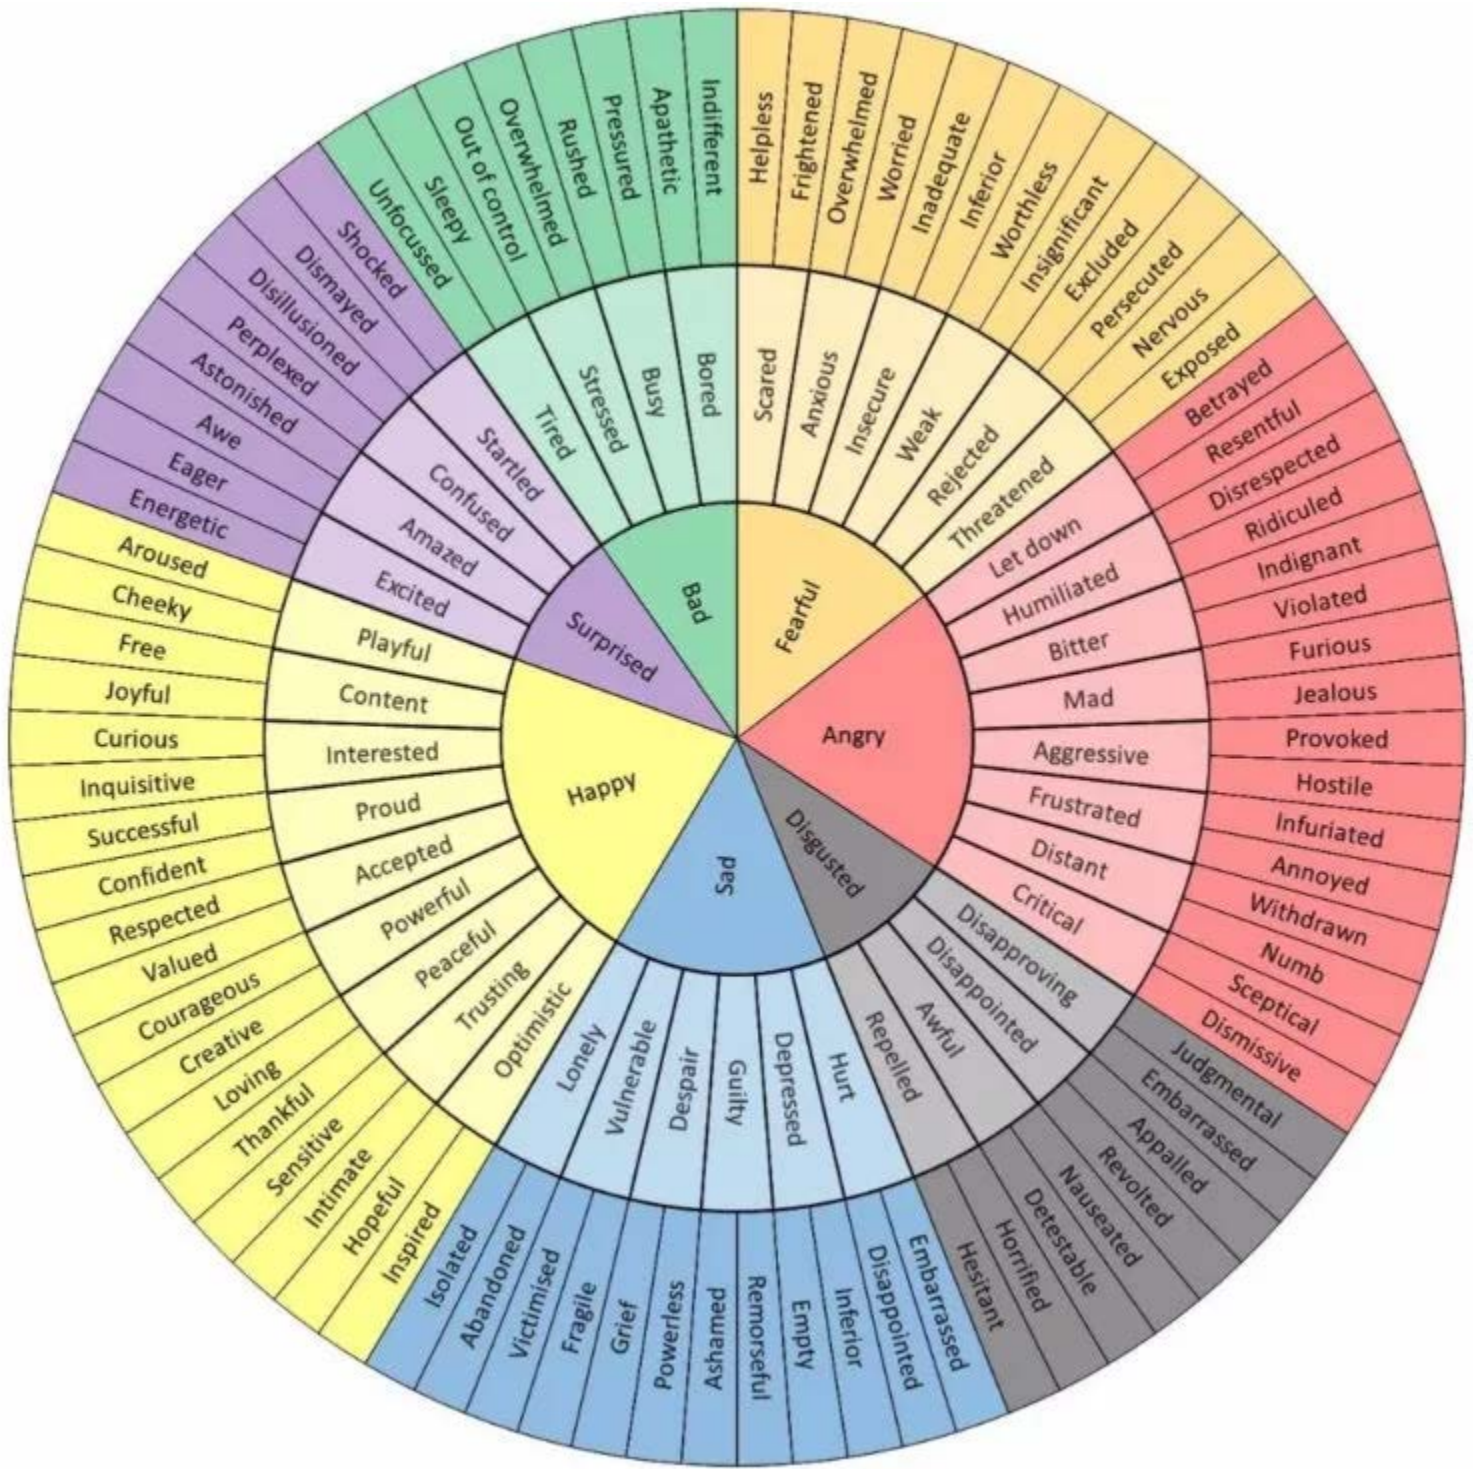 Fearful
Angry
Disgusted
Sad
Happy
Surprised
Bad
Scared
Anxious
Insecure
Weak
Rejected
Threatened
Let down
Humiliated
Bitter
Mad
Aggressive
Frustrated
Distant
Critical
Disapproving
Disappointed
Awful
Repelled
Hurt
Depressed
Guilty
Despair
Vulnerable
Lonely
Optimistic
Trusting
Peaceful
Powerful
Accepted
Proud
Interested
Content
Playful
Excited
Amazed
Confused
Startled
Tired
Stressed
Busy
Bored
Helpless
Frightened
Overwhelmed
Worried
Inadequate
Inferior
Worthless
Insignificant
Excluded
Persecuted
Nervous
Exposed
Betrayed
Resentful
Disrespected
Ridiculed
Indignant
Violated
Furious
Jealous
Provoked
Hostile
Infuriated
Annoyed
Withdrawn
Numb
Sceptical
Dismissive
Judgmental
Embarrassed
Appalled
Revolted
Nauseated
Detestable
Horrified
Hesitant
Embarrassed
Disappointed
Inferior
Empty
Remorseful
Ashamed
Powerless
Grief
Fragile
Victimised
Abandoned
Isolated
Inspired
Hopeful
Intimate
Sensitive
Thankful
Loving
Creative
Courageous
Valued
Respected
Confident
Successful
Inquisitive
Curious
Joyful
Free
Cheeky
Aroused
Energetic
Eager
Awe
Astonished
Perplexed
Disillusioned
Dismayed
Shocked
Unfocussed
Sleepy
Out of control
Overwhelmed
Rushed
Pressured
Apathetic
Indifferent